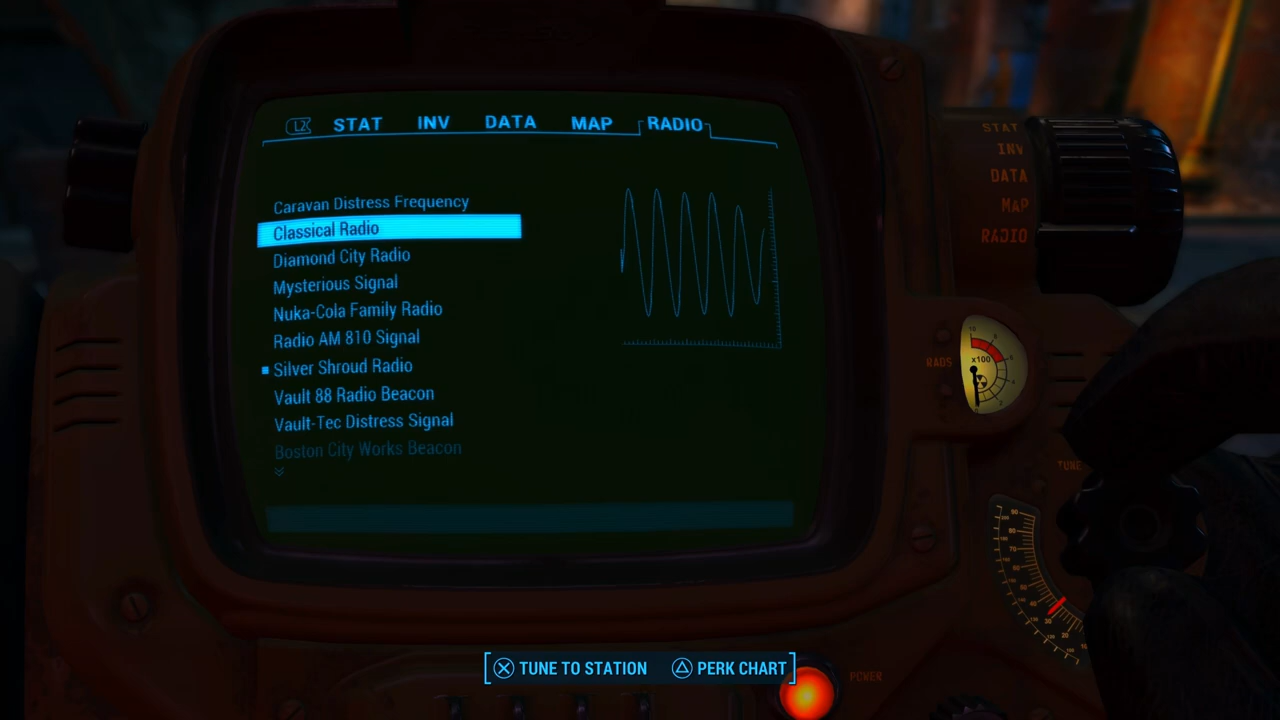 L2 STAT INV DATA MAP RADIO
Caravan Distress Frequency
Classical Radio
Diamond City Radio
Mysterious Signal
Nuka-Cola Family Radio
Radio AM 810 Signal
Silver Shroud Radio
Vault 88 Radio Beacon
Vault-Tec Distress Signal
Boston City Works Beacon
STAT
INV
DATA
MAP
RADIO
RADS
x100
TUNE
POWER
TUNE TO STATION PERK CHART